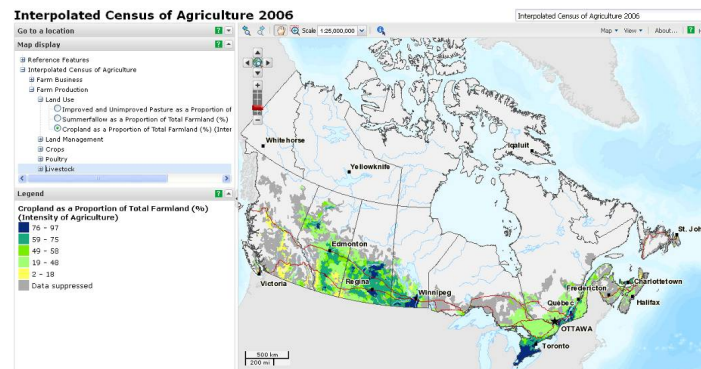 Interpolated Census of Agriculture 2006
Interpolated Census of Agriculture 2006
Go to a location
Scale 1:25,000,000
Map View About...
Map display
Reference Features
Interpolated Census of Agriculture
Farm Business
Farm Production
Land Use
Improved and Unimproved Pasture as a Proportion of
Summerfallow as a Proportion of Total Farmland (%)
Cropland as a Proportion of Total Farmland (%) (Inter
Land Management
Crops
Poultry
Livestock
Legend
Cropland as a Proportion of Total Farmland (%)
(Intensity of Agriculture)
76 - 97
59 - 75
49 - 58
19 - 48
2 - 18
Data suppressed
Whitehorse
Yellowknife
Iqaluit
Edmonton
Victoria
Regina
Winnipeg
St. Joh
Charlottetown
Fredericton
Halifax
Québec
OTTAWA
Toronto
500 km
200 mi